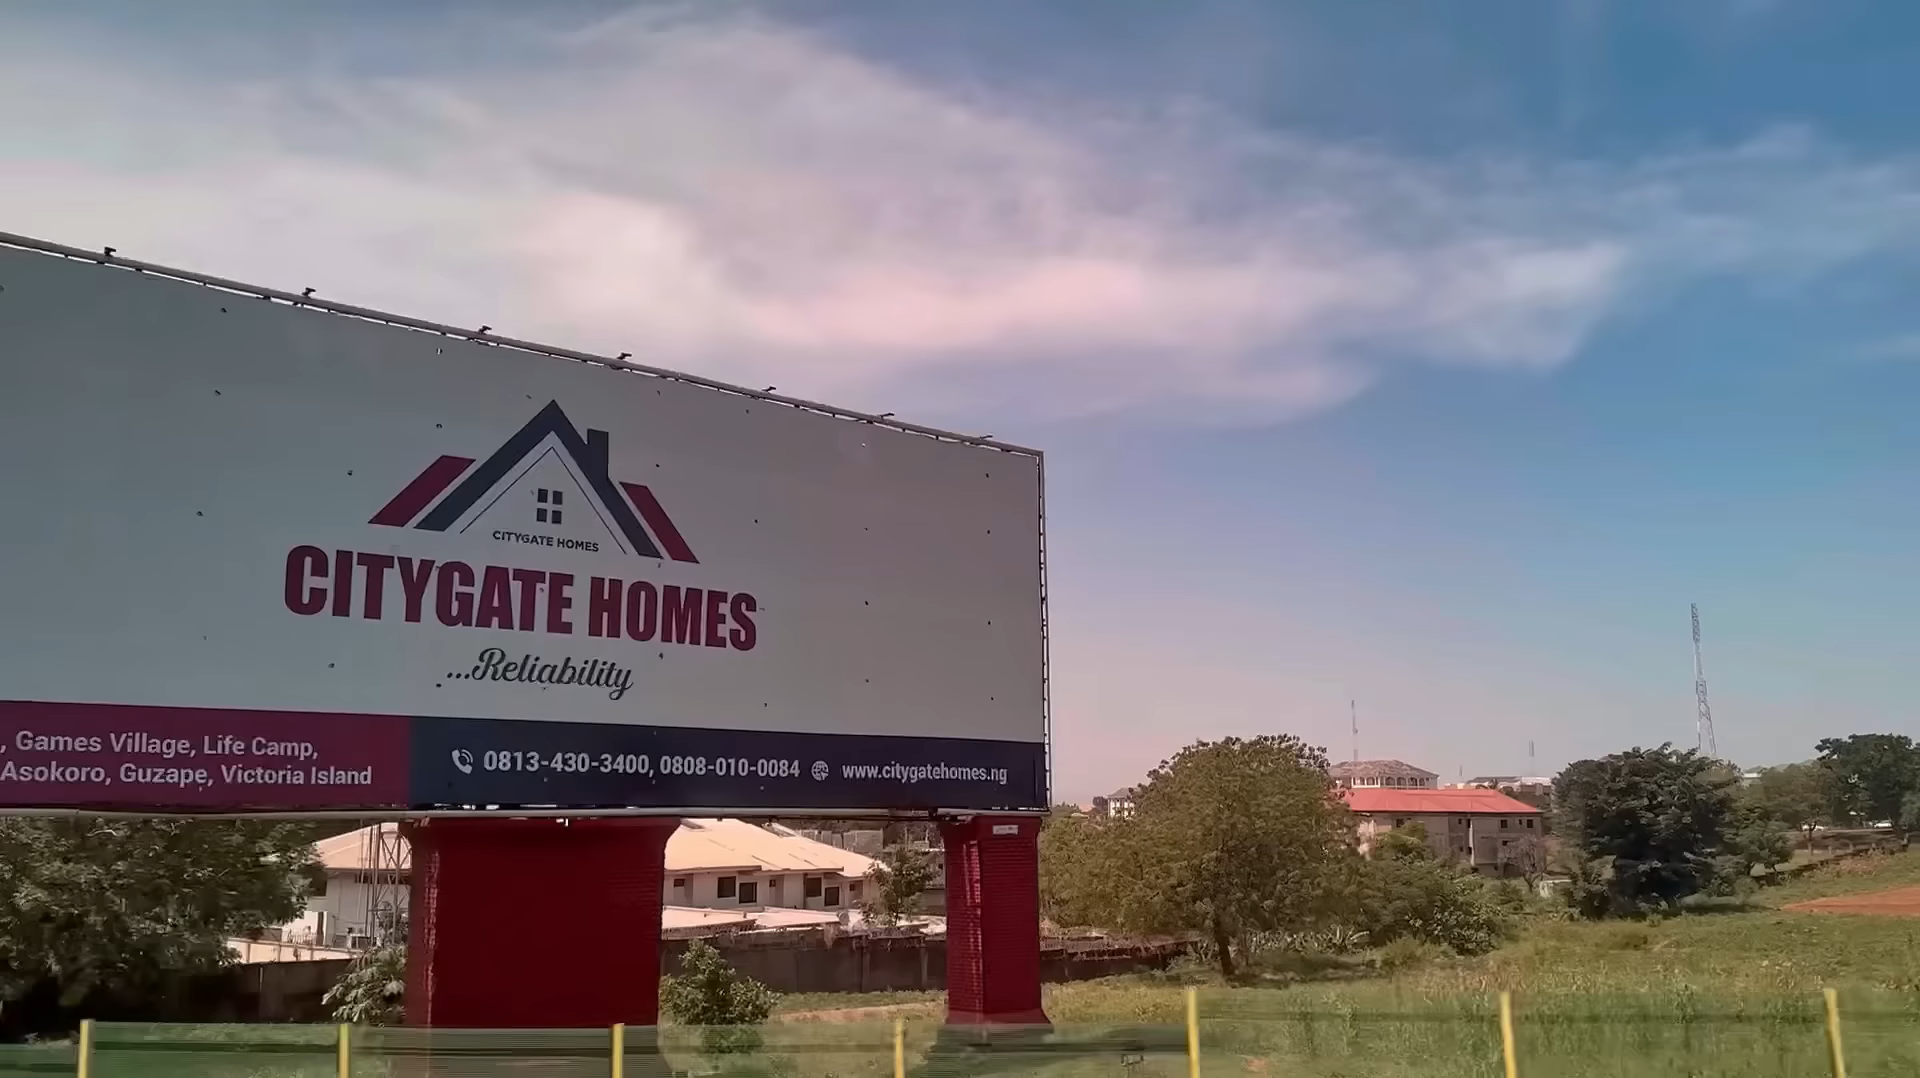 CITYGATE HOMES
CITYGATE HOMES
...Reliability
, Games Village, Life Camp,
Asokoro, Guzape, Victoria Island
0813-430-3400, 0808-010-0084 www.citygatehomes.ng